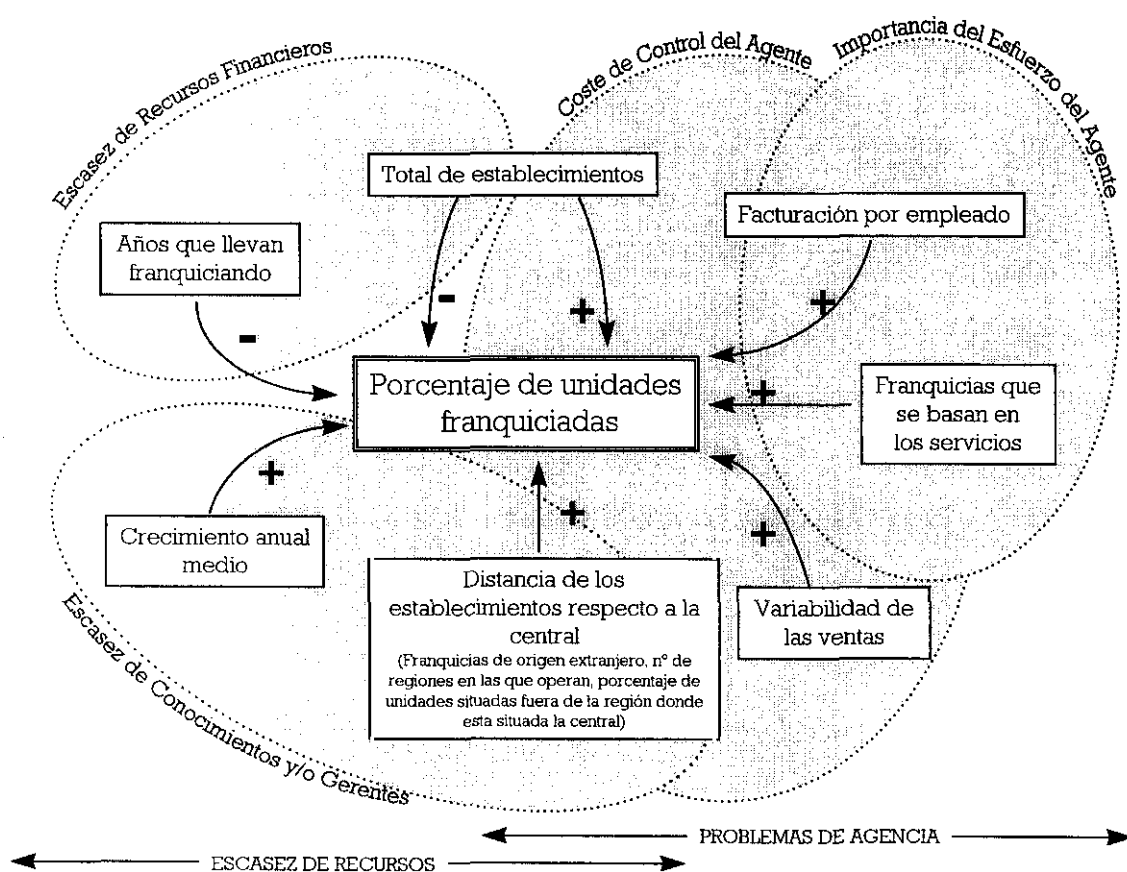 Escasez de Recursos Financieros
Coste de Control del Agente
Importancia del Esfuerzo del Agente
Total de establecimientos
Facturación por empleado
Años que llevan
franquiciando
-
-
+
+
Porcentaje de unidades
franquiciadas
+
Franquicias que
se basan en
los servicios
+
+
+
Crecimiento anual
medio
Distancia de los
establecimientos respecto a la
central
(Franquicias de origen extranjero, nº de
regiones en las que operan, porcentaje de
unidades situadas fuera de la región donde
esta situada la central)
Variabilidad de
las ventas
Escasez de Conocimientos y/o Gerentes
PROBLEMAS DE AGENCIA
ESCASEZ DE RECURSOS